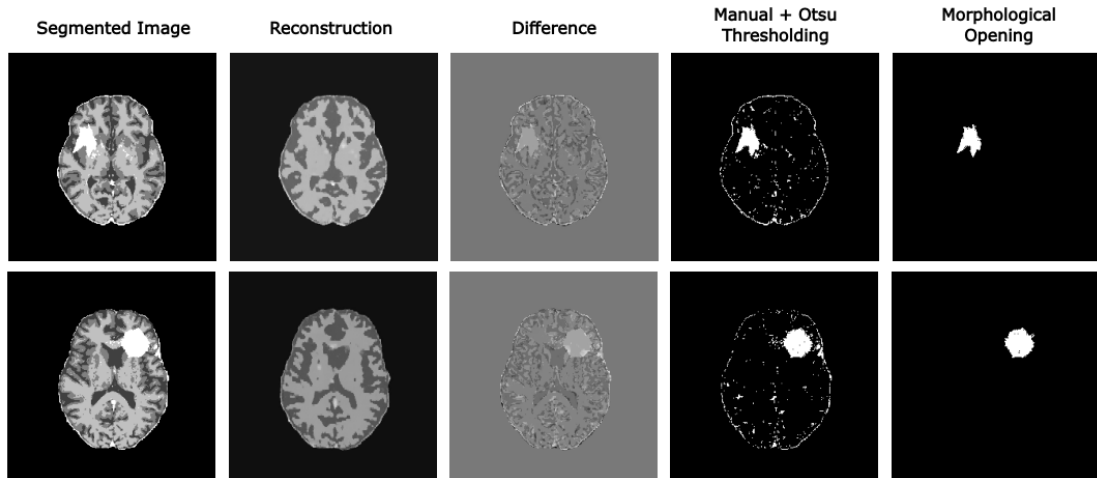 Segmented Image
Reconstruction
Difference
Manual + Otsu
Thresholding
Morphological
Opening